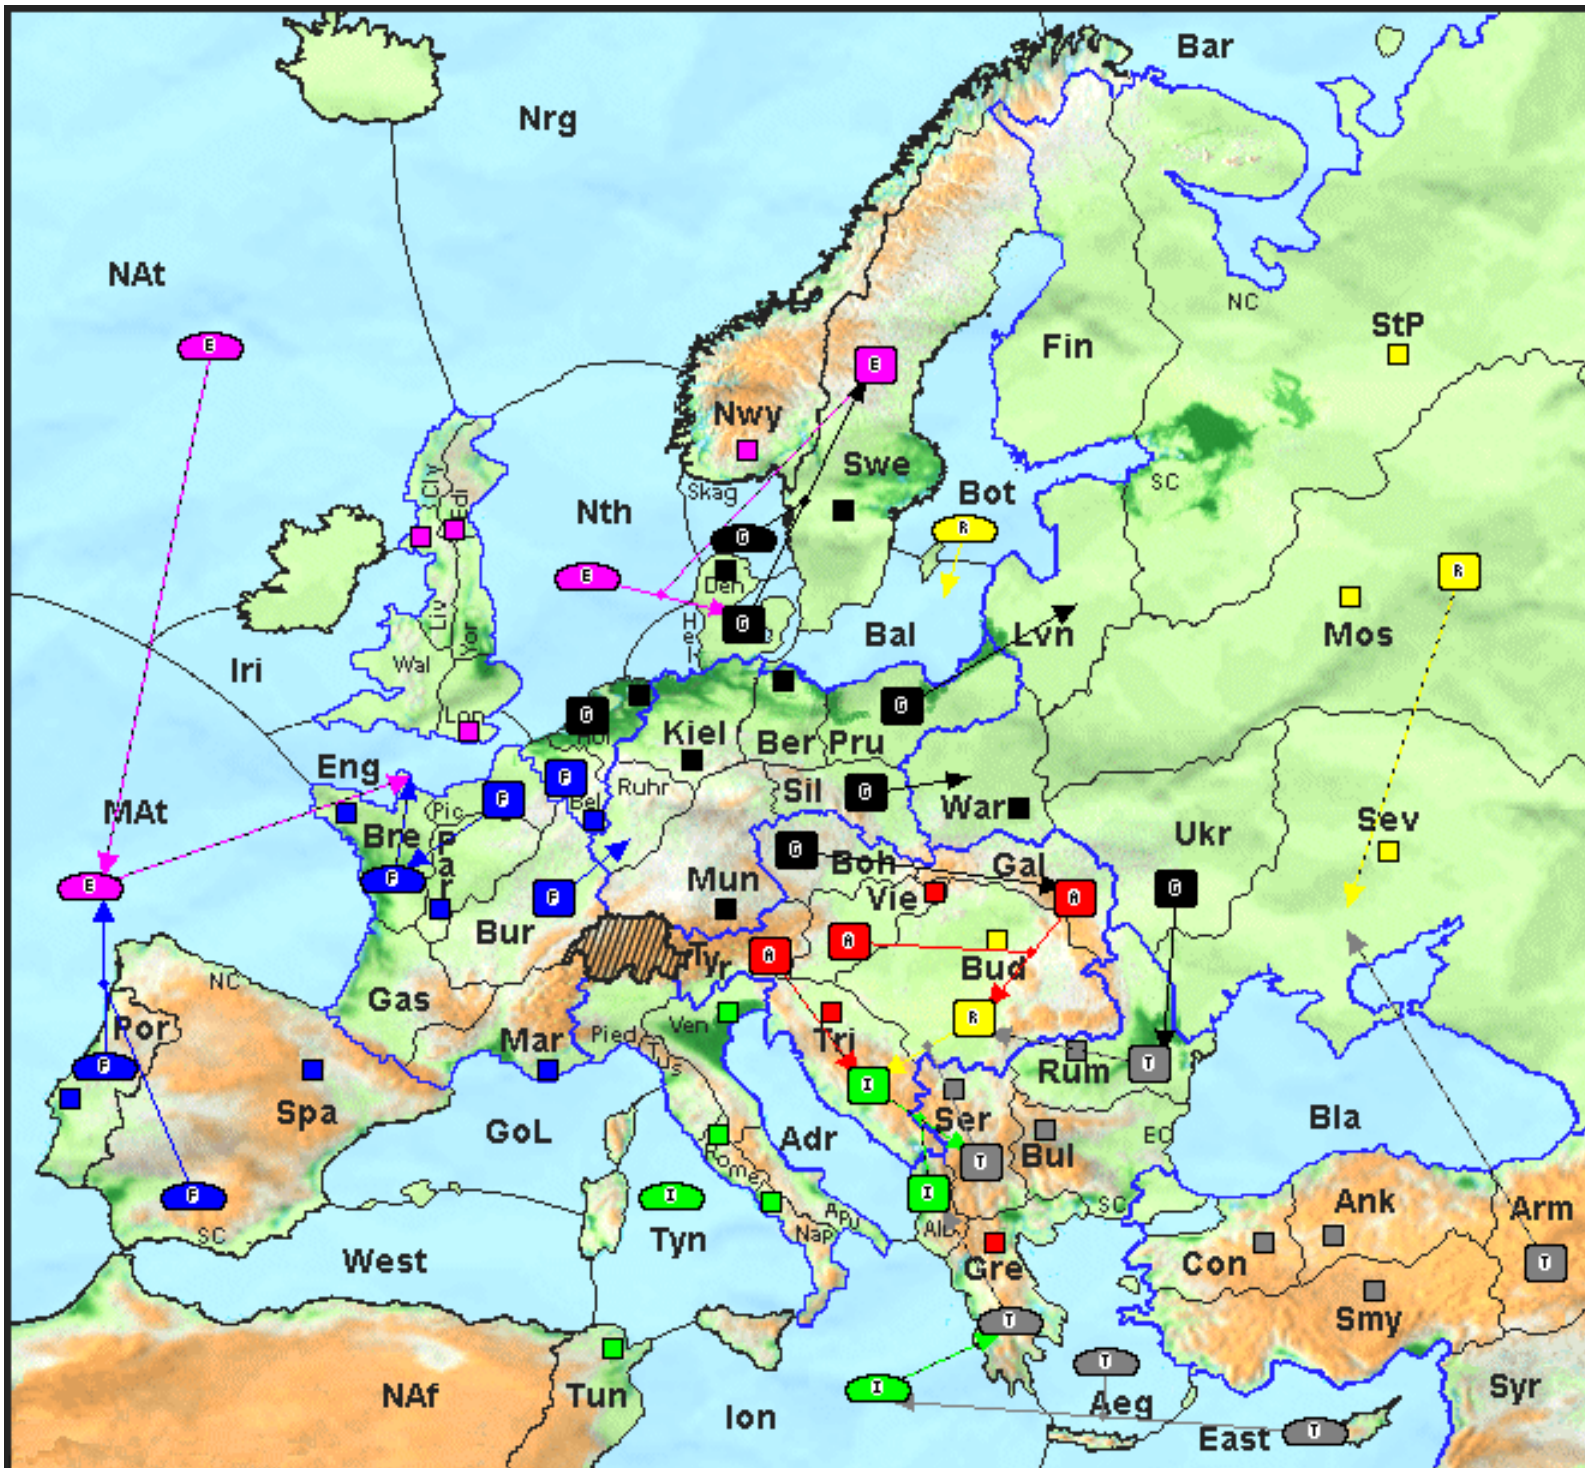 Bar
Nrg
NAt
NC
StP
E
Fin
E
Nwy
Swe
Cly
Edi
Skag
SC
Bot
Nth
R
G
E
R
Den
Liv
Yor
G
Hel
Bal
Lvn
Mos
Iri
Wal
Lon
G
G
Hol
Kiel
Ber
Pru
Eng
F
F
Ruhr
Sil
G
War
MAt
Pic
Bel
Bre
Par
Sev
Ukr
G
Boh
Gal
F
E
Mun
Vie
F
A
G
Bur
A
A
Tyr
Bud
NC
Gas
Ven
R
Por
Mar
Pied
Tri
Tus
F
Rum
T
I
Spa
Ser
Bla
GoL
Adr
EC
Bul
T
Rome
F
I
I
Ank
Apu
SC
Arm
SC
Nap
Alb
Tyn
West
Gre
Con
T
Smy
T
T
I
Syr
NAf
Tun
Aeg
Ion
East
T